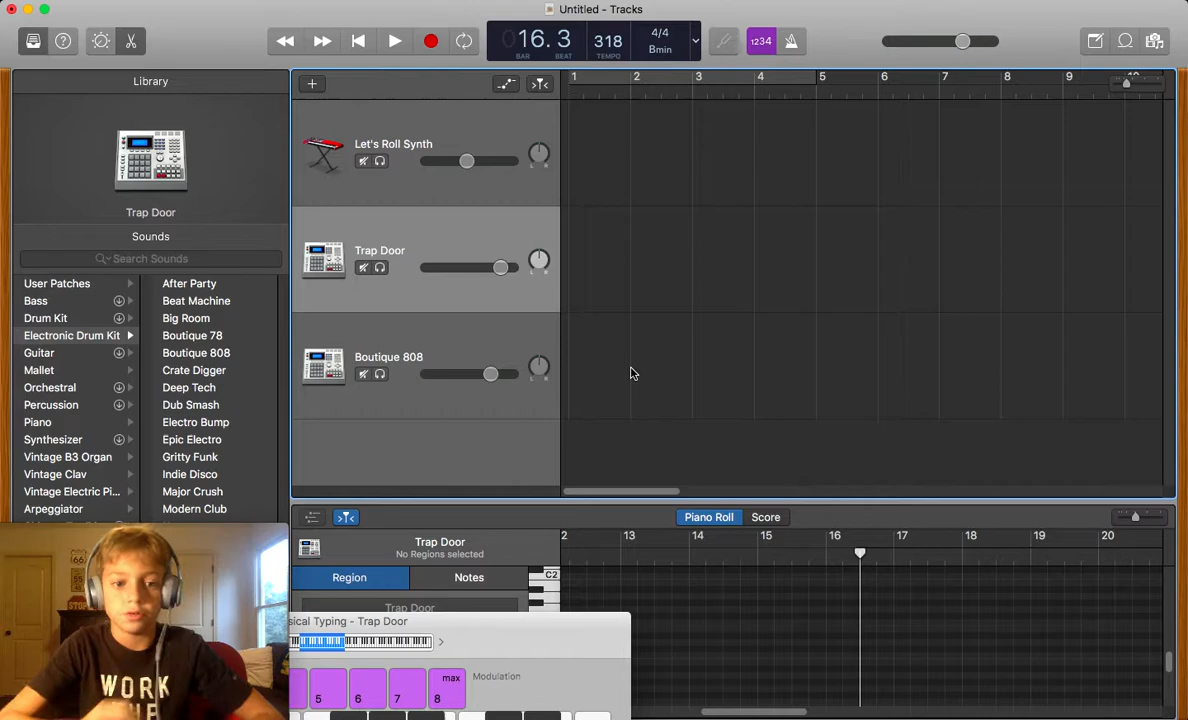 Untitled - Tracks
016.3
BAR BEAT
318
TEMPO
4/4
Bmin
1234
Library
Trap Door
Sounds
Search Sounds
User Patches
Bass
Drum Kit
Electronic Drum Kit
Guitar
Mallet
Orchestral
Percussion
Piano
Synthesizer
Vintage B3 Organ
Vintage Clav
Vintage Electric Pi...
Arpeggiator
After Party
Beat Machine
Big Room
Boutique 78
Boutique 808
Crate Digger
Deep Tech
Dub Smash
Electro Bump
Epic Electro
Gritty Funk
Indie Disco
Major Crush
Modern Club
1 2 3 4 5 6 7 8 9
Let's Roll Synth
L R
Trap Door
L R
Boutique 808
L R
Piano Roll Score
Trap Door
No Regions selected
2 13 14 15 16 17 18 19 20
Region Notes
C2
Trap Door
sical Typing - Trap Door
5 6 7 8
max
Modulation
66
STOP
WORK
THE